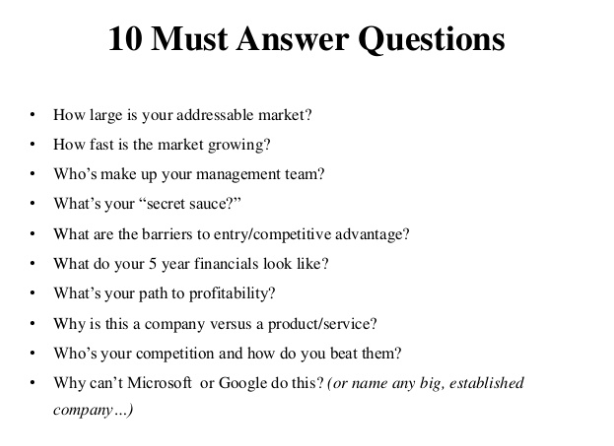 10 Must Answer Questions
• How large is your addressable market?
• How fast is the market growing?
• Who’s make up your management team?
• What’s your “secret sauce?”
• What are the barriers to entry/competitive advantage?
• What do your 5 year financials look like?
• What’s your path to profitability?
• Why is this a company versus a product/service?
• Who’s your competition and how do you beat them?
• Why can’t Microsoft or Google do this? (or name any big, established
company…)